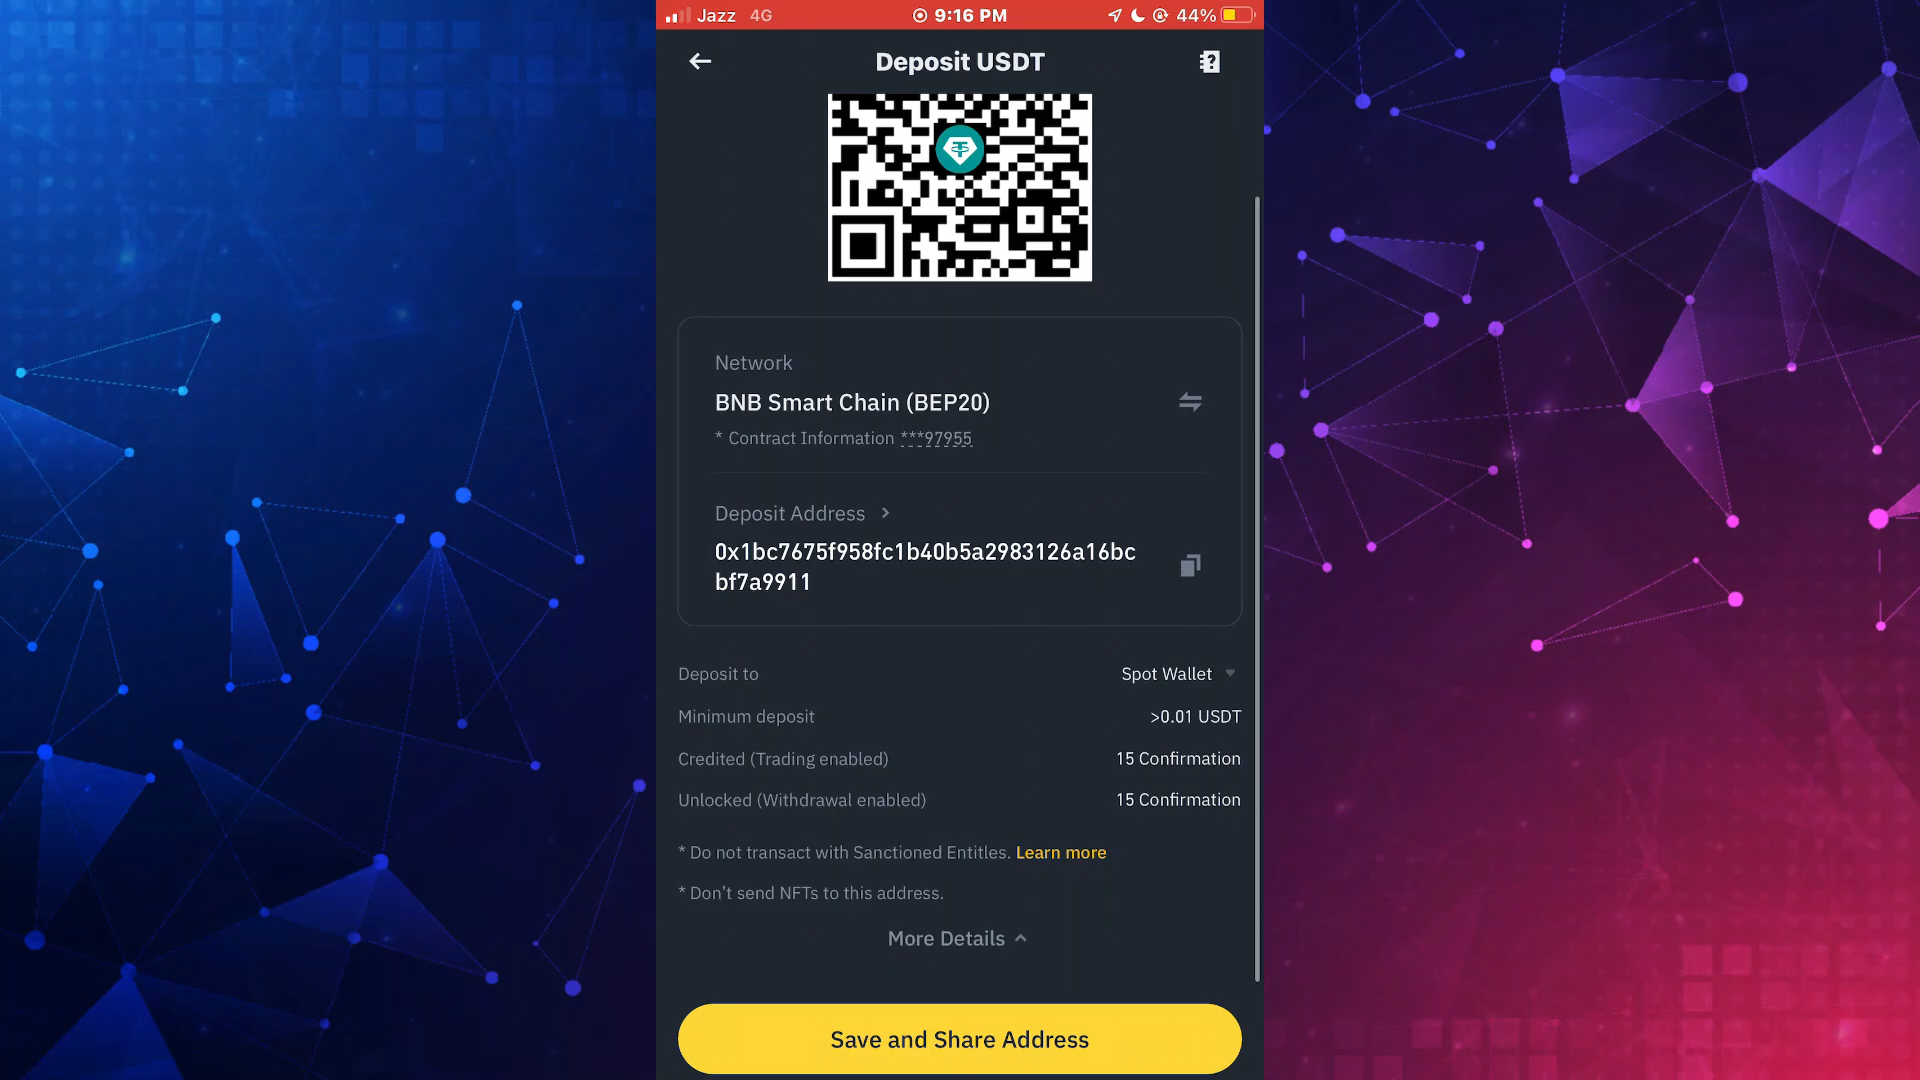 Jazz 4G 9:16 PM 44%
Deposit USDT
Network
BNB Smart Chain (BEP20)
* Contract Information ***97955
Deposit Address
0x1bc7675f958fc1b40b5a2983126a16bc
bf7a9911
Deposit to Spot Wallet
Minimum deposit >0.01 USDT
Credited (Trading enabled) 15 Confirmation
Unlocked (Withdrawal enabled) 15 Confirmation
* Do not transact with Sanctioned Entitles. Learn more
* Don't send NFTs to this address.
More Details
Save and Share Address